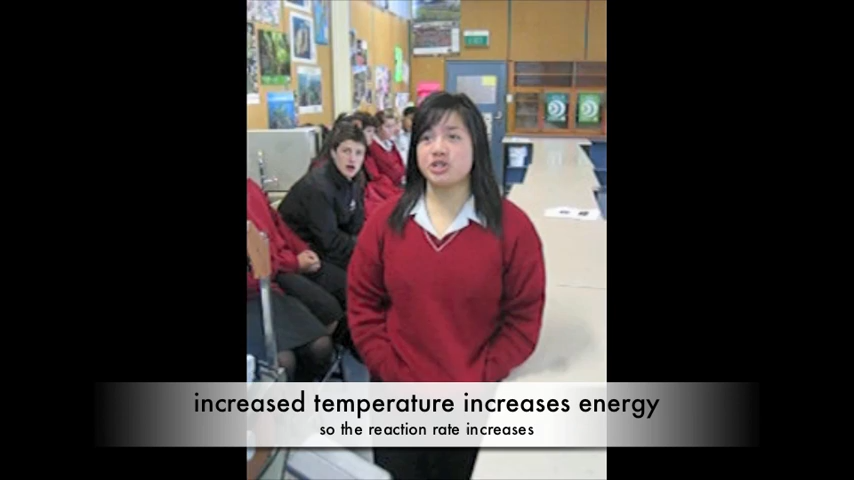 increased temperature increases energy
so the reaction rate increases